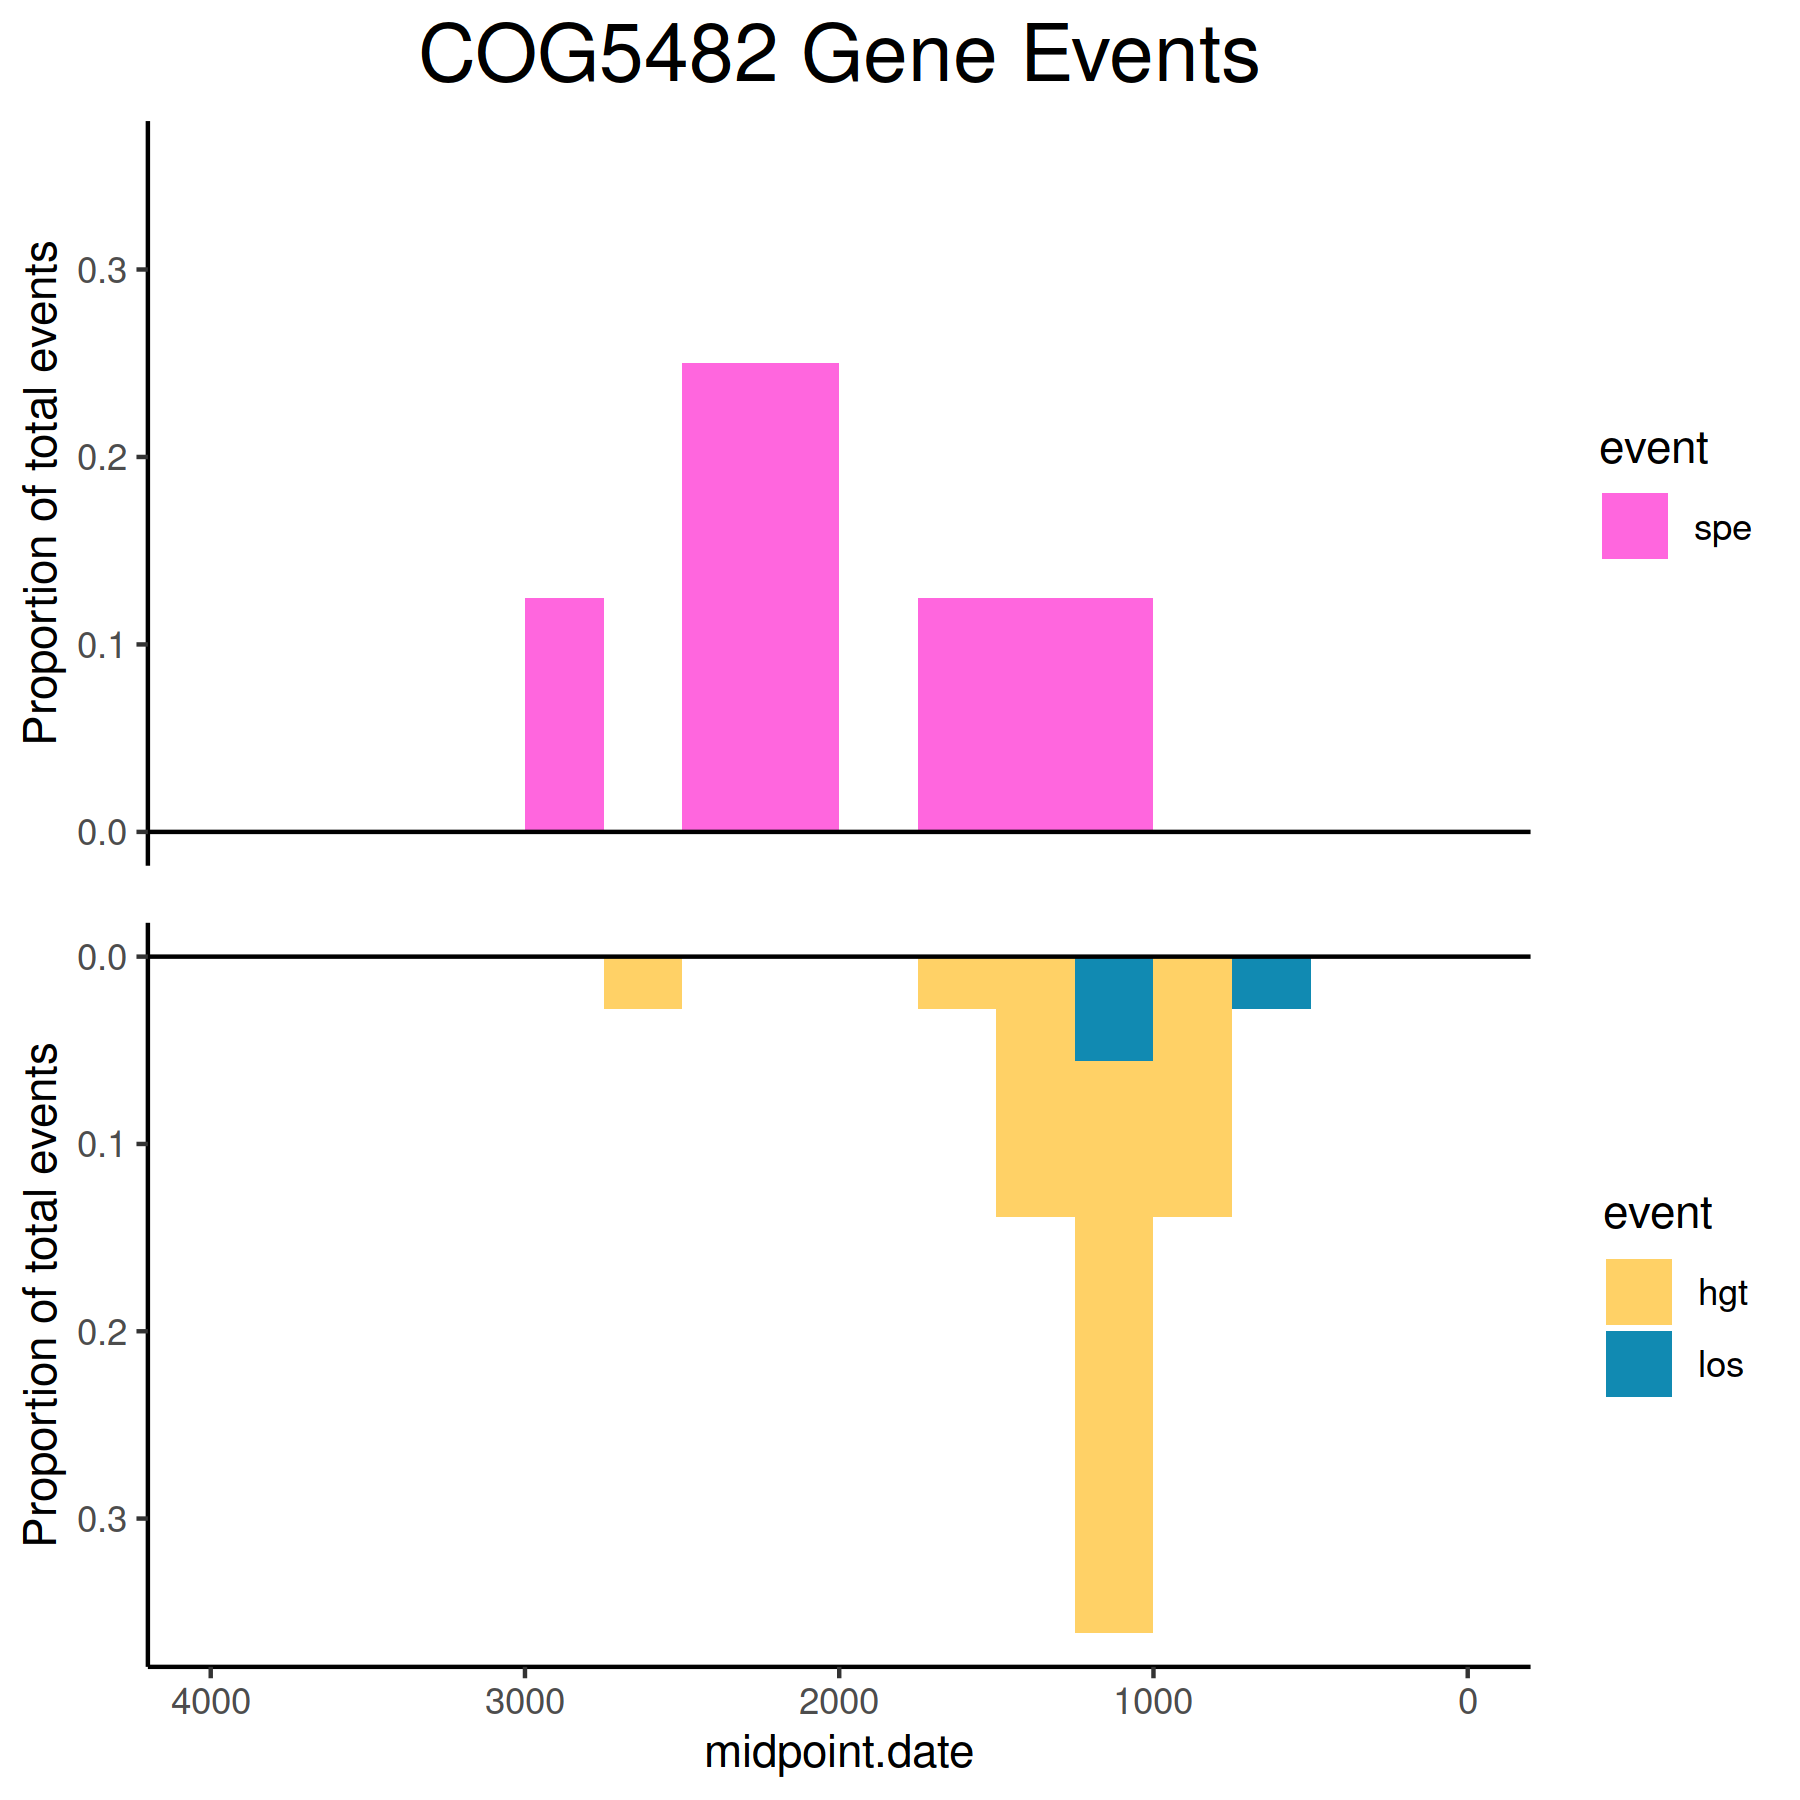 COG5482 Gene Events
Proportion of total events
0.3
0.2
0.1
0.0
event
spe
Proportion of total events
0.0
0.1
0.2
0.3
event
hgt
los
4000 3000 2000 1000 0
midpoint.date